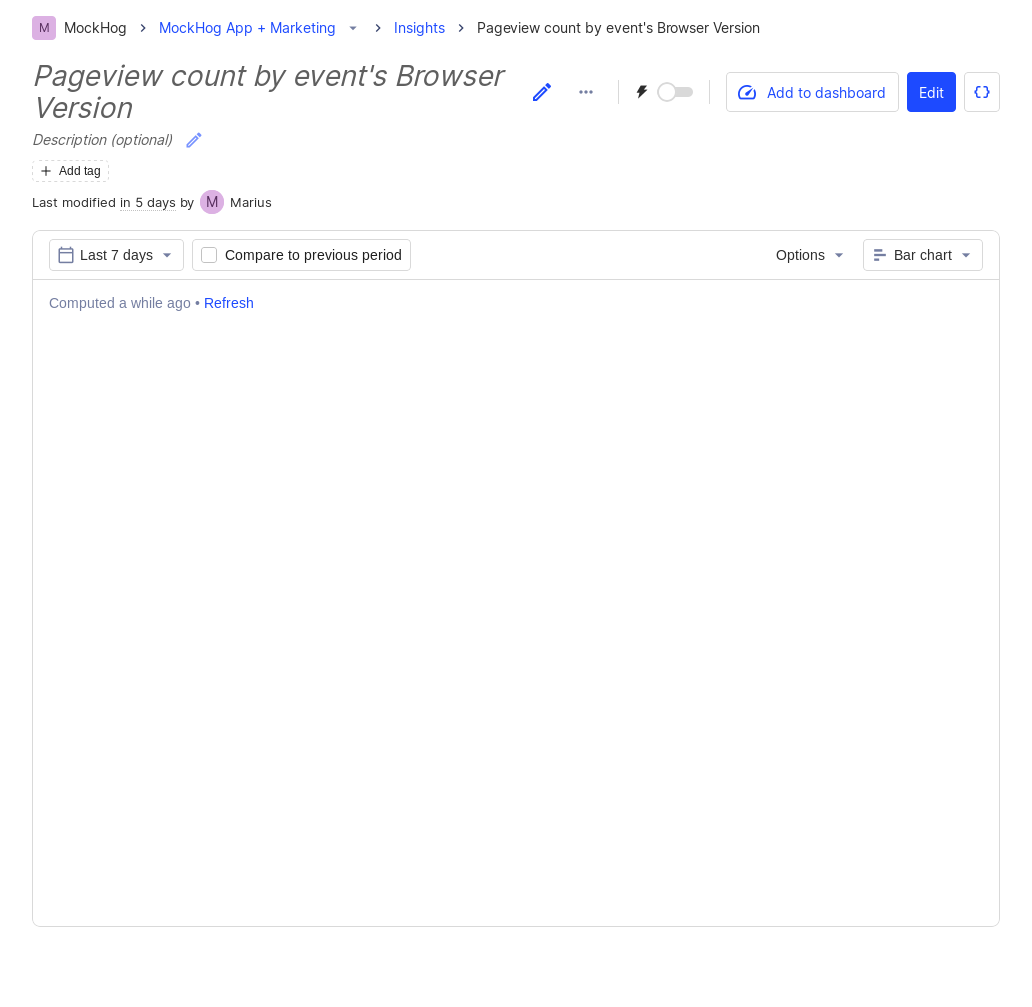 M MockHog MockHog App + Marketing Insights Pageview count by event's Browser Version
Pageview count by event's Browser
Version
Add to dashboard Edit
Description (optional)
Add tag
Last modified in 5 days by M Marius
Last 7 days Compare to previous period Options Bar chart
Computed a while ago • Refresh